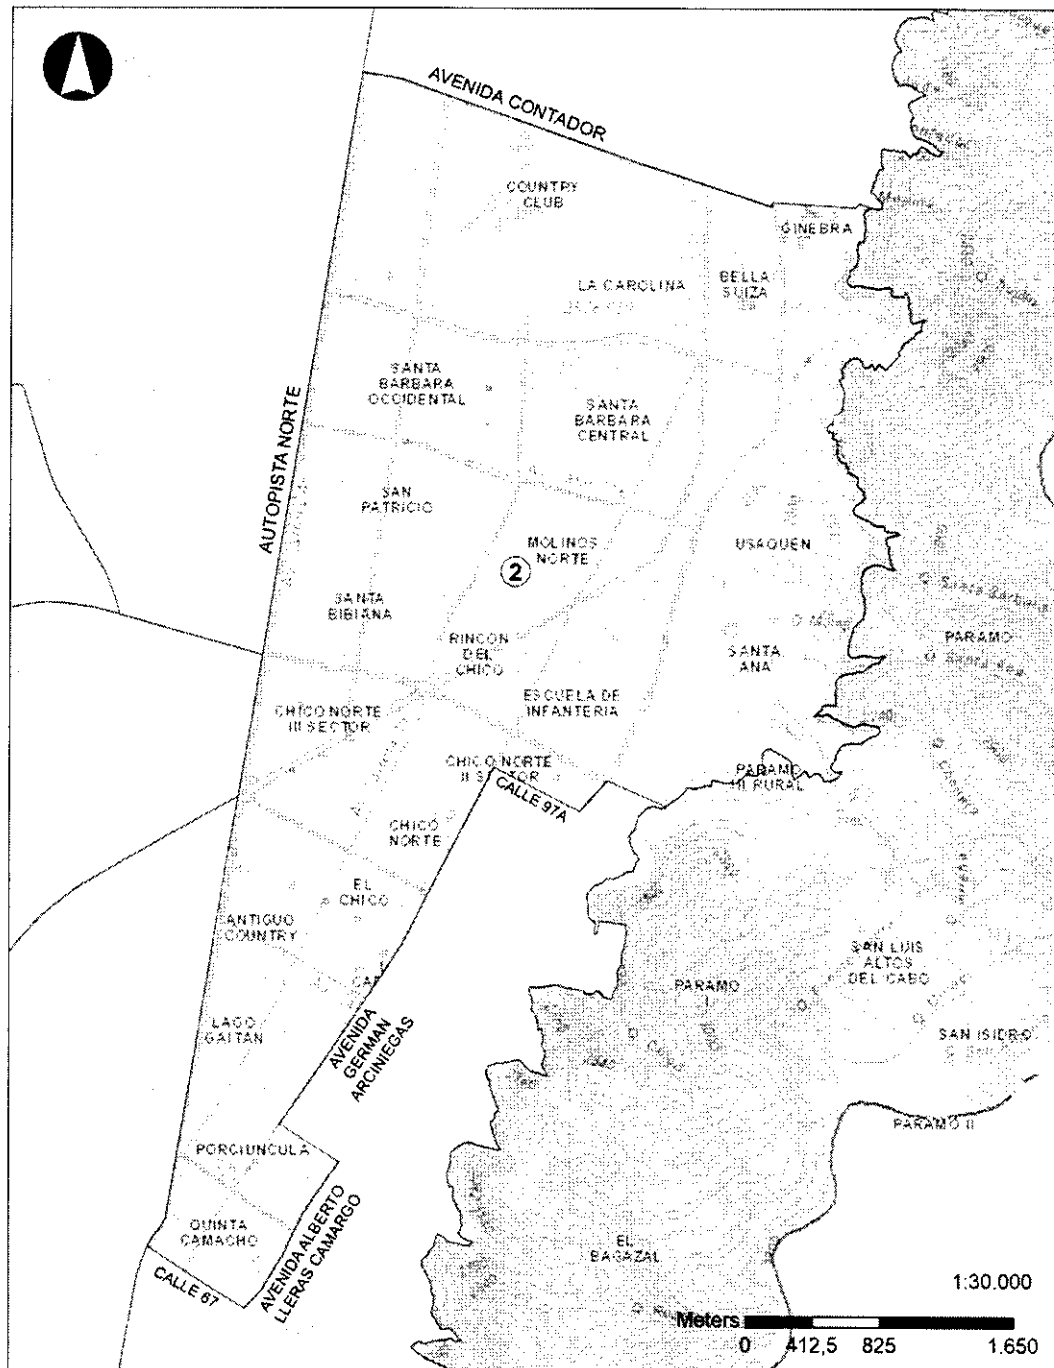 AVENIDA CONTADOR
COUNTRY
CLUB
GINEBRA
LA CAROLINA
BELLA
SUIZA
SANTA
BARBARA
OCCIDENTAL
SANTA
BARBARA
CENTRAL
AUTOPISTA NORTE
SAN
PATRICIO
MOLINOS
NORTE
USAQUEN
2
SANTA
BIBIANA
Q Santa Barbara
PARAMO
RINCON
DEL
CHICO
SANTA
ANA
ESCUELA DE
INFANTERIA
CHICO NORTE
III SECTOR
CHICO NORTE
II SECTOR
CALLE 97A
PARAMO
III RURAL
CHICO
NORTE
EL
CHICO
ANTIGUO
COUNTRY
SAN LUIS
ALTOS
DEL CABO
PARAMO
I
LAGO
GAITAN
AVENIDA
GERMAN
ARCINIEGAS
SAN ISIDRO
PARAMO II
PORCIUNCULA
QUINTA
CAMACHO
AVENIDA ALBERTO
LLERAS CAMARGO
CALLE 67
EL
BAGAZAL
1:30.000
Meters
0 412,5 825 1.650